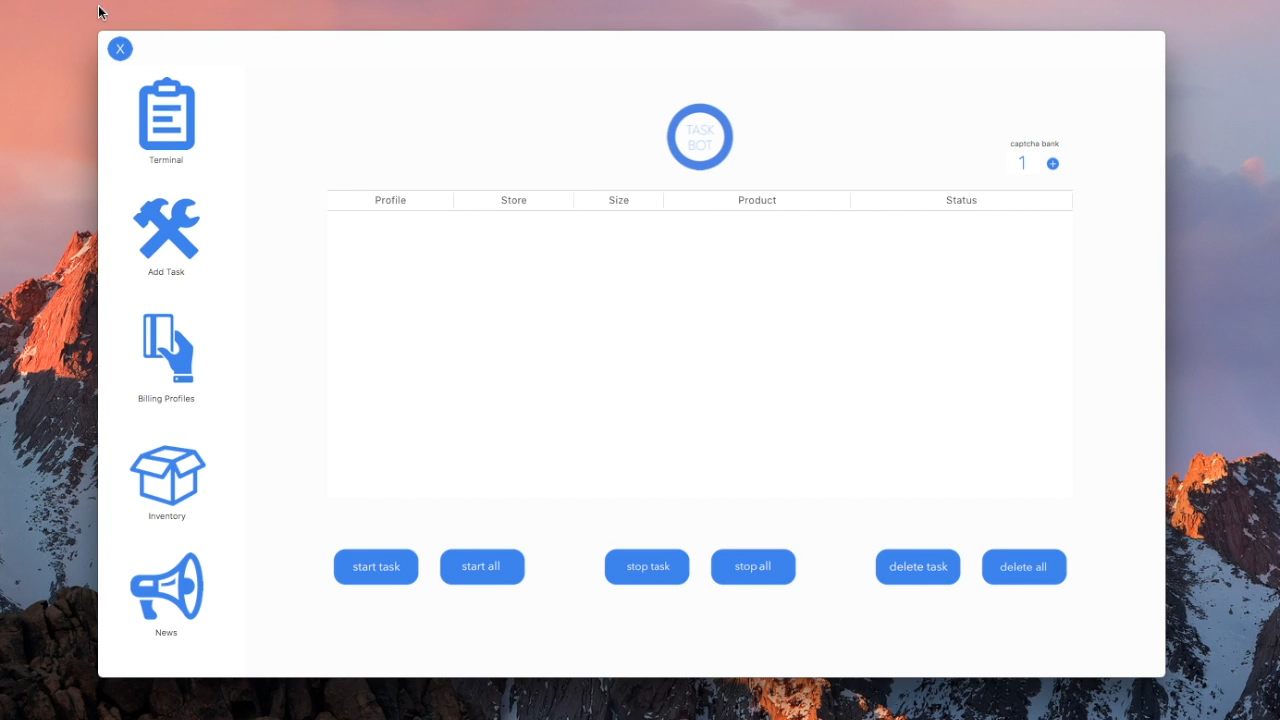 X
Terminal
Add Task
Billing Profiles
Inventory
News
TASK
BOT
captcha bank
1 +
Profile Store Size Product Status
start task start all stop task stop all delete task delete all